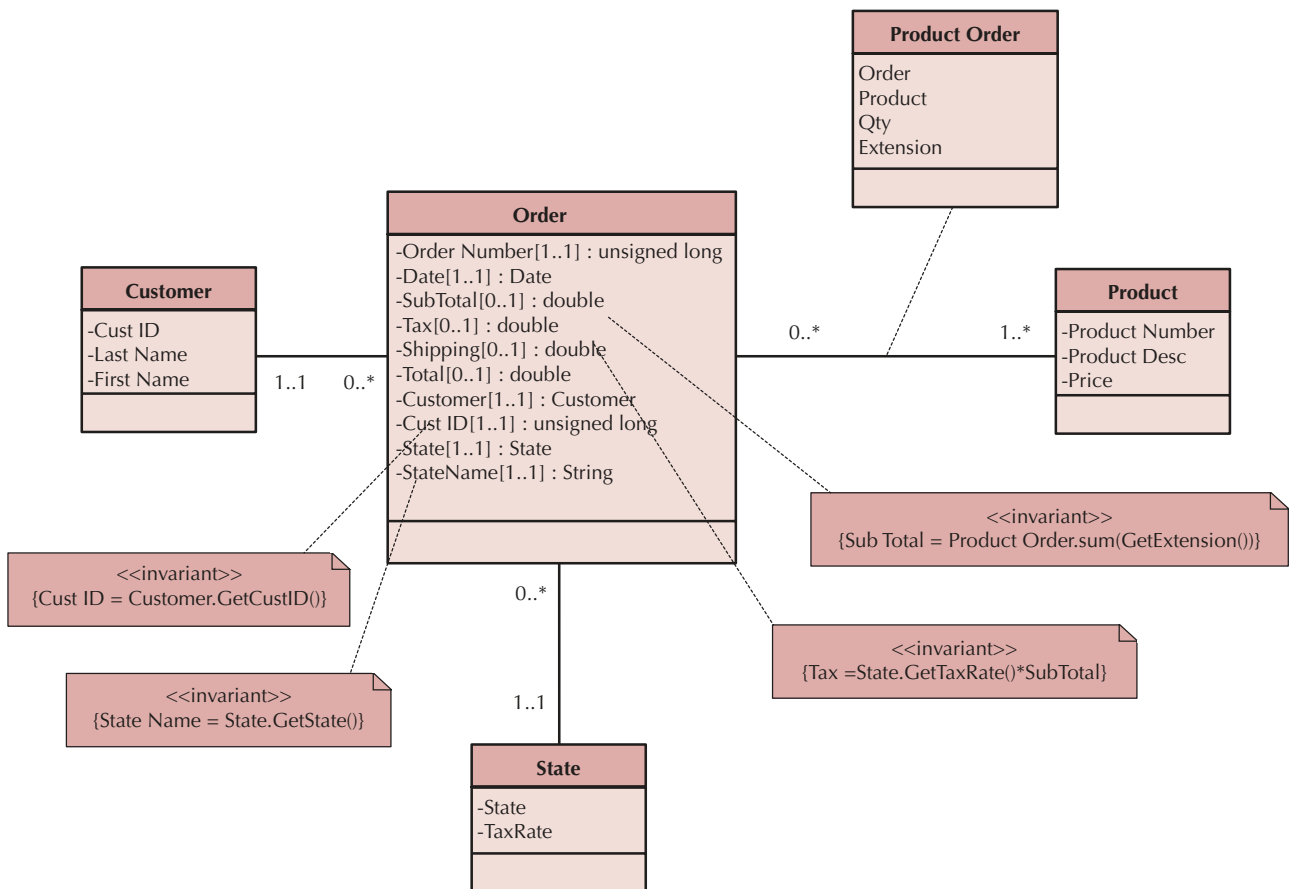 Product Order
Order
Product
Qty
Extension
Order
-Order Number[1..1] : unsigned long
-Date[1..1] : Date
-SubTotal[0..1] : double
-Tax[0..1] : double
-Shipping[0..1] : double
-Total[0..1] : double
-Customer[1..1] : Customer
-Cust ID[1..1] : unsigned long
-State[1..1] : State
-StateName[1..1] : String
Customer
-Cust ID
-Last Name
-First Name
1..1
0..*
0..*
1..*
Product
-Product Number
-Product Desc
-Price
<<invariant>>
{Sub Total = Product Order.sum(GetExtension())}
<<invariant>>
{Cust ID = Customer.GetCustID()}
0..*
<<invariant>>
{Tax =State.GetTaxRate()*SubTotal}
<<invariant>>
{State Name = State.GetState()}
1..1
State
-State
-TaxRate